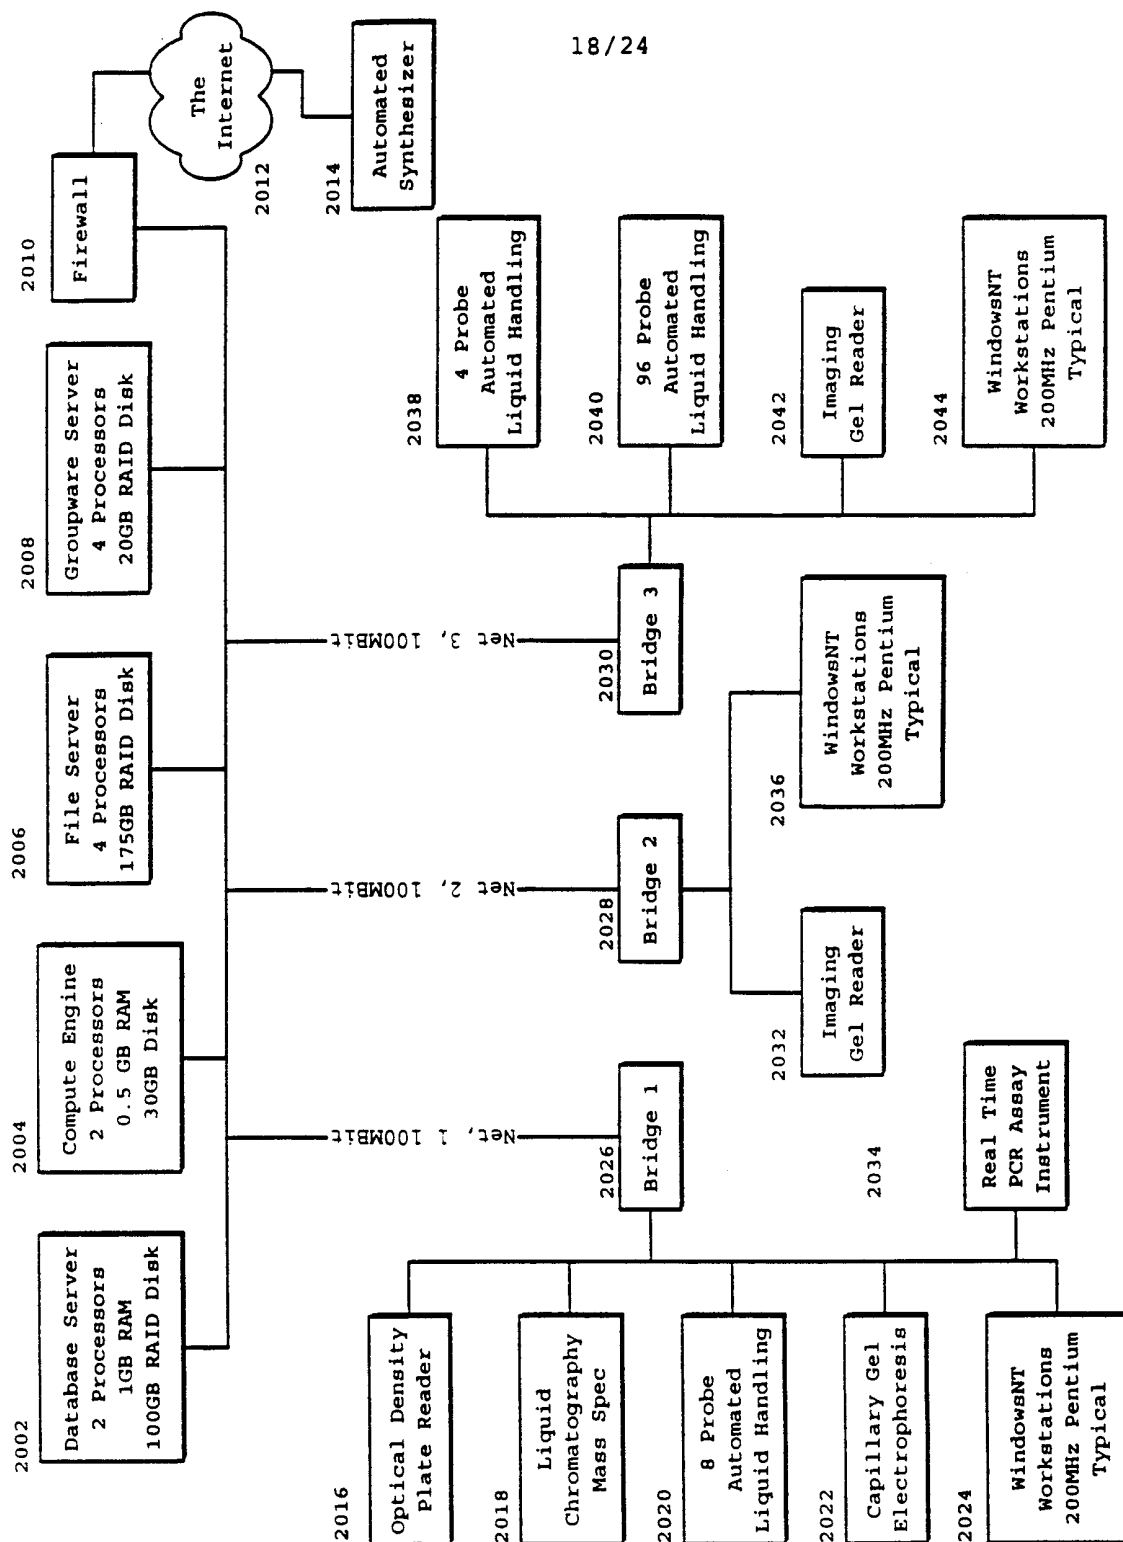 18/24
2002
Database Server
2 Processors
1GB RAM
100GB RAID Disk
2004
Compute Engine
2 Processors
0.5 GB RAM
30GB Disk
2006
File Server
4 Processors
175GB RAID Disk
2008
Groupware Server
4 Processors
20GB RAID Disk
2010
Firewall
The
Internet
2012
2014
Automated
Synthesizer
Net, 1 100MBit
Net 2, 100MBit
Net 3, 100MBit
2026
Bridge 1
2028
Bridge 2
2030
Bridge 3
2016
Optical Density
Plate Reader
2018
Liquid
Chromatography
Mass Spec
2020
8 Probe
Automated
Liquid Handling
2022
Capillary Gel
Electrophoresis
2024
WindowsNT
Workstations
200MHz Pentium
Typical
2034
Real Time
PCR Assay
Instrument
2032
Imaging
Gel Reader
2036
WindowsNT
Workstations
200MHz Pentium
Typical
2038
4 Probe
Automated
Liquid Handling
2040
96 Probe
Automated
Liquid Handling
2042
Imaging
Gel Reader
2044
WindowsNT
Workstations
200MHz Pentium
Typical